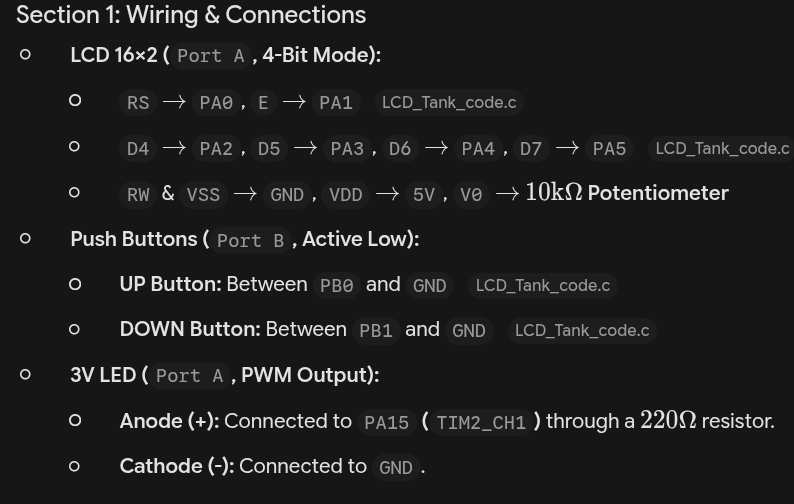 Section 1: Wiring & Connections
LCD 16×2 ( Port A , 4-Bit Mode):
RS → PA0 , E → PA1 LCD_Tank_code.c
D4 → PA2 , D5 → PA3 , D6 → PA4 , D7 → PA5 LCD_Tank_code.c
RW & VSS → GND , VDD → 5V , V0 → 10kΩ Potentiometer
Push Buttons ( Port B , Active Low):
UP Button: Between PB0 and GND LCD_Tank_code.c
DOWN Button: Between PB1 and GND LCD_Tank_code.c
3V LED ( Port A , PWM Output):
Anode (+): Connected to PA15 ( TIM2_CH1 ) through a 220Ω resistor.
Cathode (-): Connected to GND .